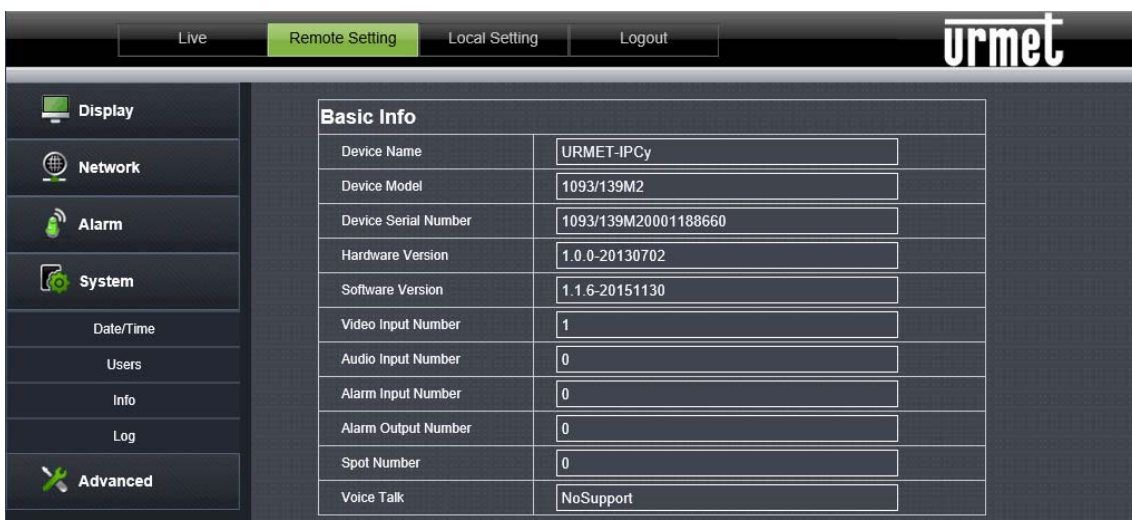 Live Remote Setting Local Setting Logout urmet
Display
Network
Alarm
System
Date/Time
Users
Info
Log
Advanced
Basic Info
Device Name URMET-IPCy
Device Model 1093/139M2
Device Serial Number 1093/139M20001188660
Hardware Version 1.0.0-20130702
Software Version 1.1.6-20151130
Video Input Number 1
Audio Input Number 0
Alarm Input Number 0
Alarm Output Number 0
Spot Number 0
Voice Talk NoSupport